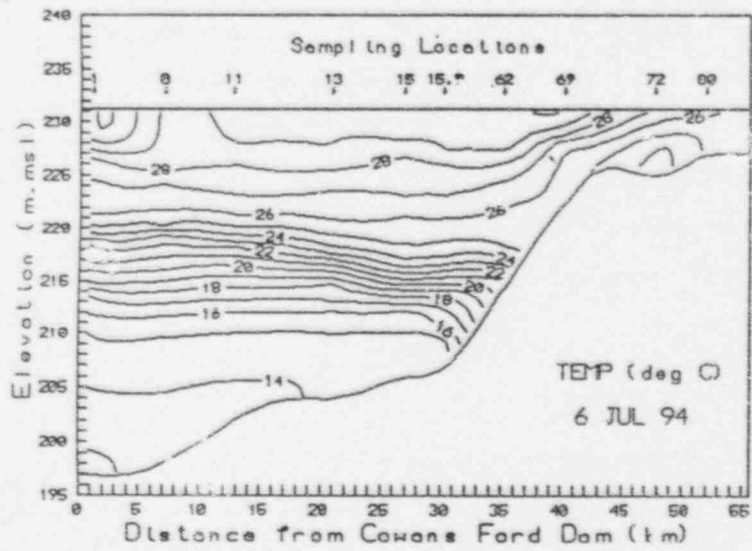 240
Sampling Locations
235
1 8 11 13 15 15.9 62 69 72 80
230
28 26
225
28 28
26 26
220
24 24
22 22
215
20 20
18 18
210
16 16
205
14
TEMP (deg C)
200
6 JUL 94
195
0 5 10 15 20 25 30 35 40 45 50 55 60 65
Elevation (m.msl)
Distance from Cowans Ford Dam (km)